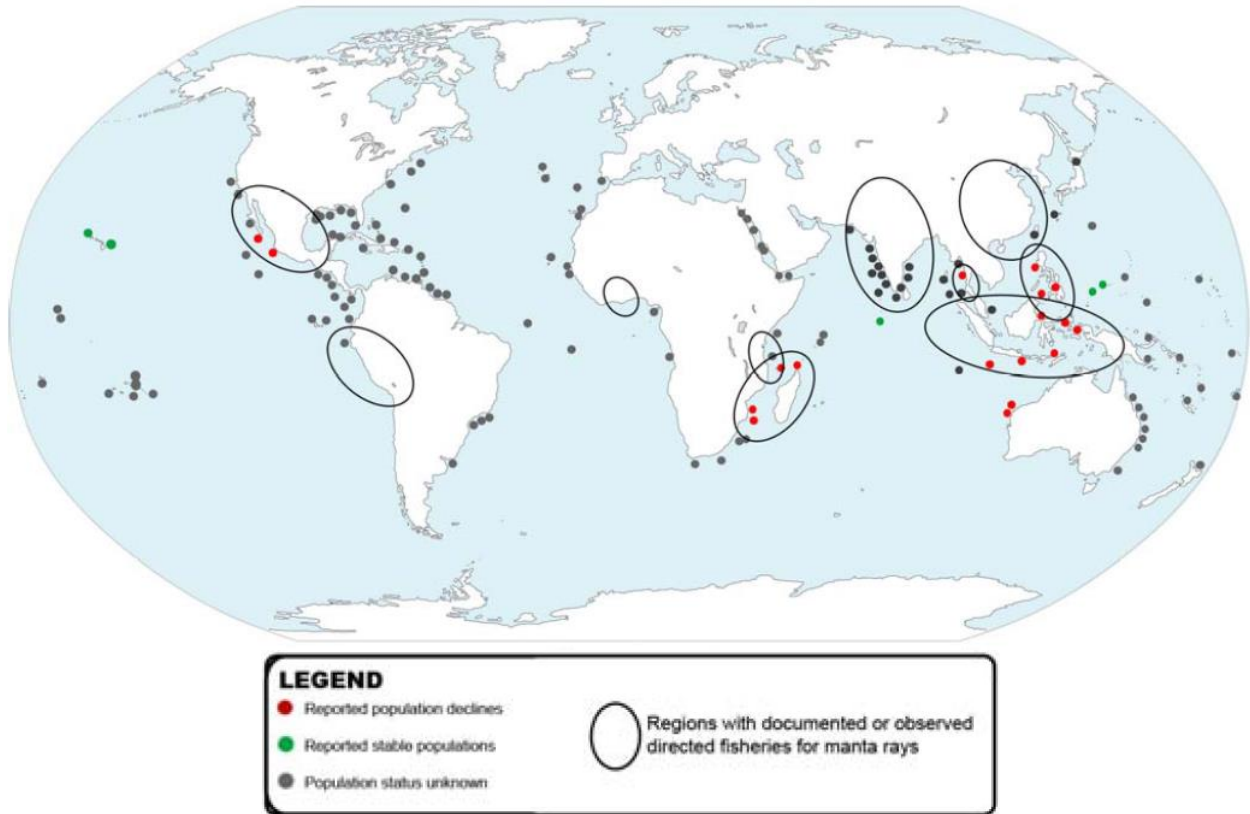 LEGEND
Reported population declines
Reported stable populations
Population status unknown
Regions with documented or observed
directed fisheries for manta rays